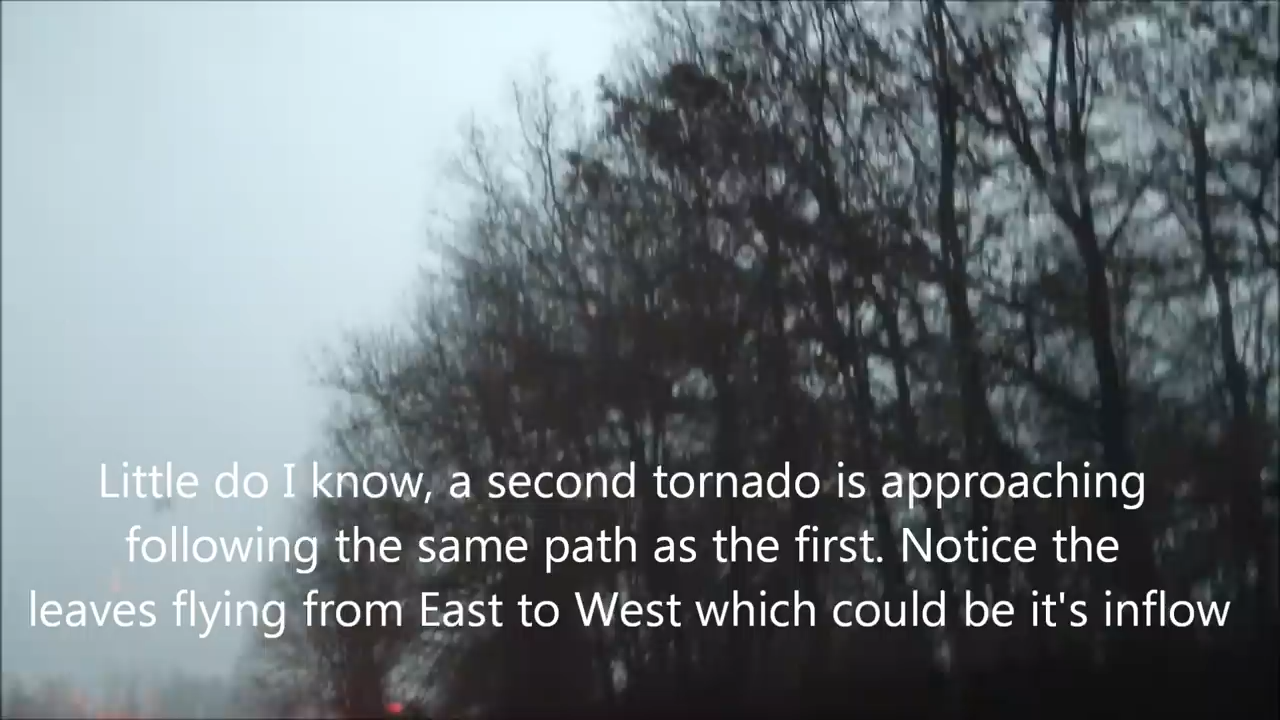 Little do I know, a second tornado is approaching
following the same path as the first. Notice the
leaves flying from East to West which could be it's inflow